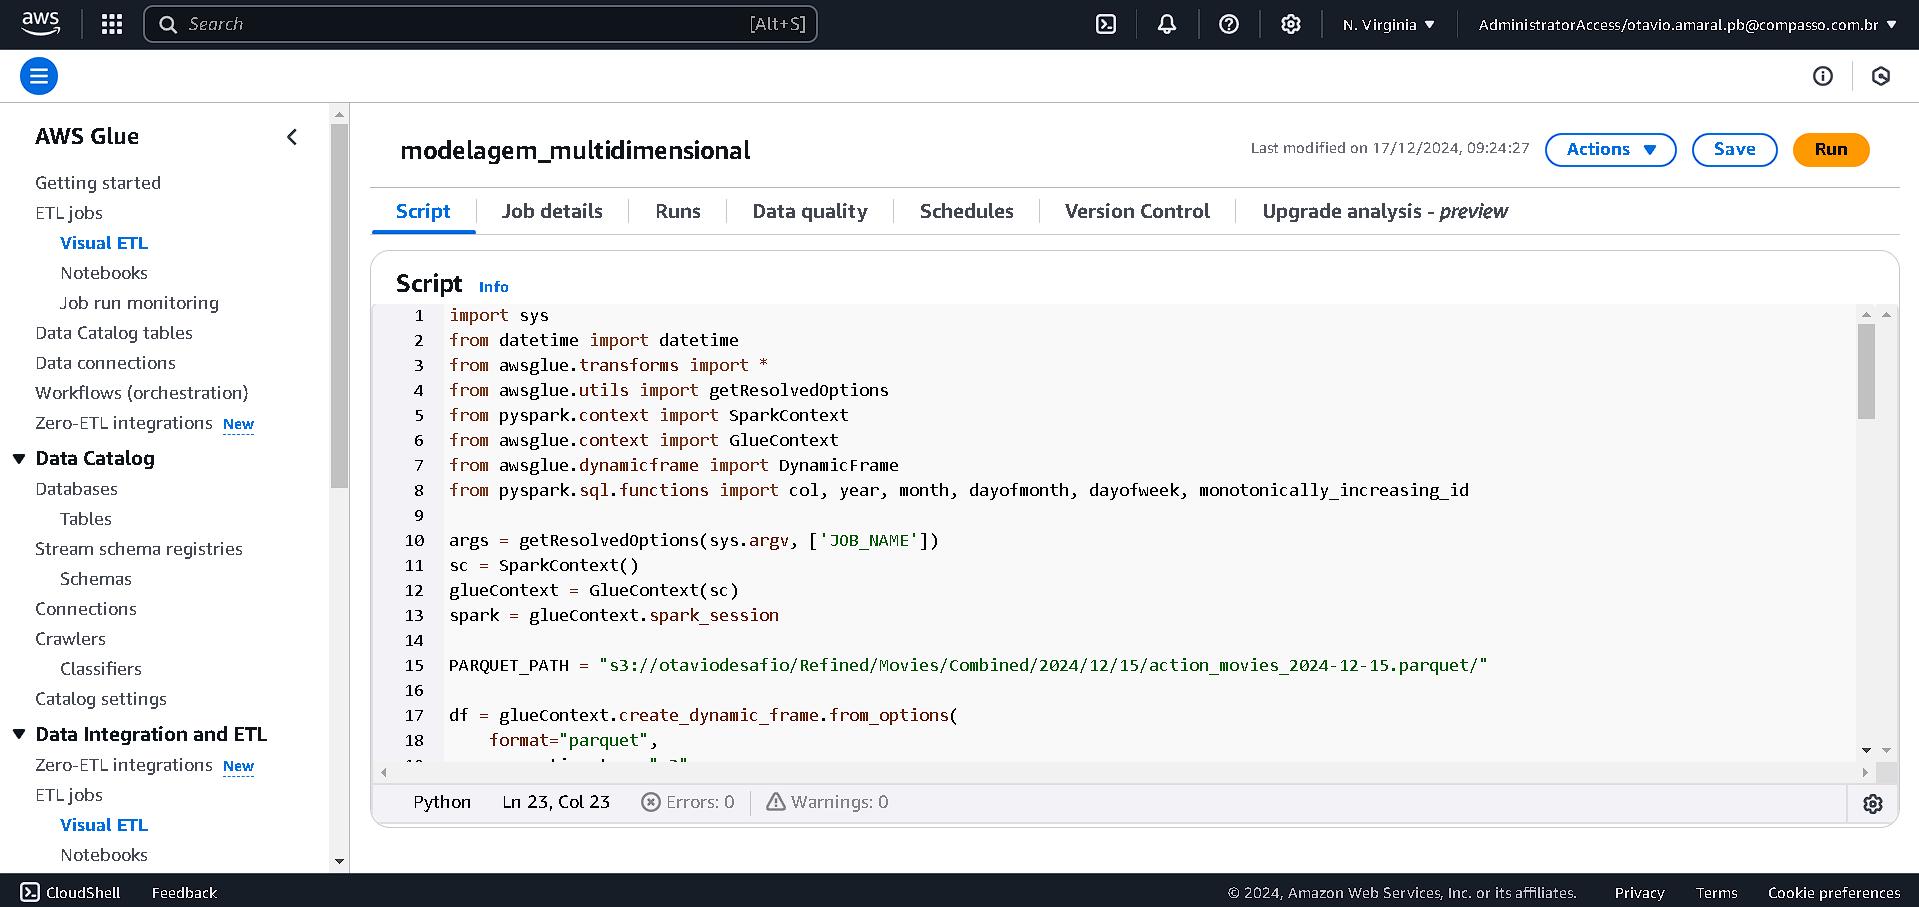 aws
Search
[Alt+S]
N. Virginia
AdministratorAccess/otavio.amaral.pb@compasso.com.br
AWS Glue
Getting started
ETL jobs
Visual ETL
Notebooks
Job run monitoring
Data Catalog tables
Data connections
Workflows (orchestration)
Zero-ETL integrations New
Data Catalog
Databases
Tables
Stream schema registries
Schemas
Connections
Crawlers
Classifiers
Catalog settings
Data Integration and ETL
Zero-ETL integrations New
ETL jobs
Visual ETL
Notebooks
modelagem_multidimensional
Last modified on 17/12/2024, 09:24:27
Actions
Save
Run
Script
Job details
Runs
Data quality
Schedules
Version Control
Upgrade analysis - preview
Script Info
1 import sys
2 from datetime import datetime
3 from awsglue.transforms import *
4 from awsglue.utils import getResolvedOptions
5 from pyspark.context import SparkContext
6 from awsglue.context import GlueContext
7 from awsglue.dynamicframe import DynamicFrame
8 from pyspark.sql.functions import col, year, month, dayofmonth, dayofweek, monotonically_increasing_id
9
10 args = getResolvedOptions(sys.argv, ['JOB_NAME'])
11 sc = SparkContext()
12 glueContext = GlueContext(sc)
13 spark = glueContext.spark_session
14
15 PARQUET_PATH = "s3://otaviodesafio/Refined/Movies/Combined/2024/12/15/action_movies_2024-12-15.parquet/"
16
17 df = glueContext.create_dynamic_frame.from_options(
18 format="parquet",
Python
Ln 23, Col 23
Errors: 0
Warnings: 0
CloudShell
Feedback
© 2024, Amazon Web Services, Inc. or its affiliates.
Privacy
Terms
Cookie preferences